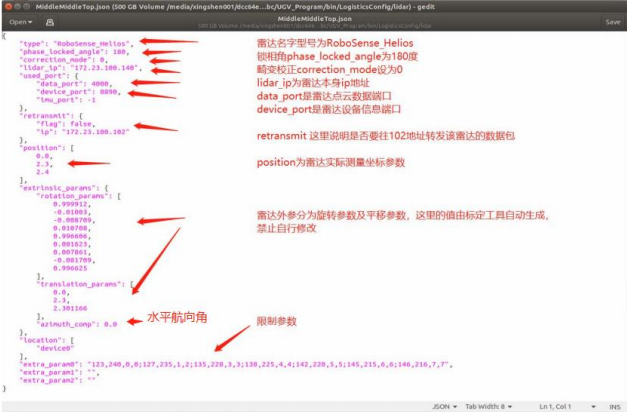 MiddleMiddleTop.json (500 GB Volume /media/xingshen001/dcc64e...bc/UGV_Program/bin/LogisticsConfig/lidar) - gedit
Open
MiddleMiddleTop.json
Save
{
"type": "RoboSense_Helios", 雷达名字型号为RoboSense_Helios
"phase_locked_angle": 180, 锁相角phase_locked_angle为180度
"correction_mode": 0, 畸变校正correction_mode设为0
"lidar_ip": "172.23.100.140", lidar_ip为雷达本身ip地址
"used_port": {
"data_port": 4000, data_port是雷达点云数据端口
"device_port": 8890, device_port是雷达设备信息端口
"imu_port": -1
},
"retransmit": {
"flag": false, retransmit 这里说明是否要往102地址转发该雷达的数据包
"ip": "172.23.100.102"
},
"position": [ position为雷达实际测量坐标参数
0.0,
2.3,
2.4
],
"extrinsic_params": {
"rotation_params": [
0.999912,
-0.01003,
-0.008709, 雷达外参分为旋转参数及平移参数，这里的值由标定工具自动生成，
0.010708, 禁止自行修改
0.996606,
0.001623,
0.007861,
-0.081709,
0.996625
],
"translation_params": [
0.0,
2.3,
2.301166
],
"azimuth_comp": 0.0 水平航向角 限制参数
},
"location": [
"device0"
],
"extra_param0": "123,240,0,0;127,235,1,2;135,228,3,3;138,225,4,4;142,220,5,5;145,215,6,6;146,216,7,7",
"extra_param1": "",
"extra_param2": ""
}
JSON Tab Width: 8 Ln 1, Col 1 INS